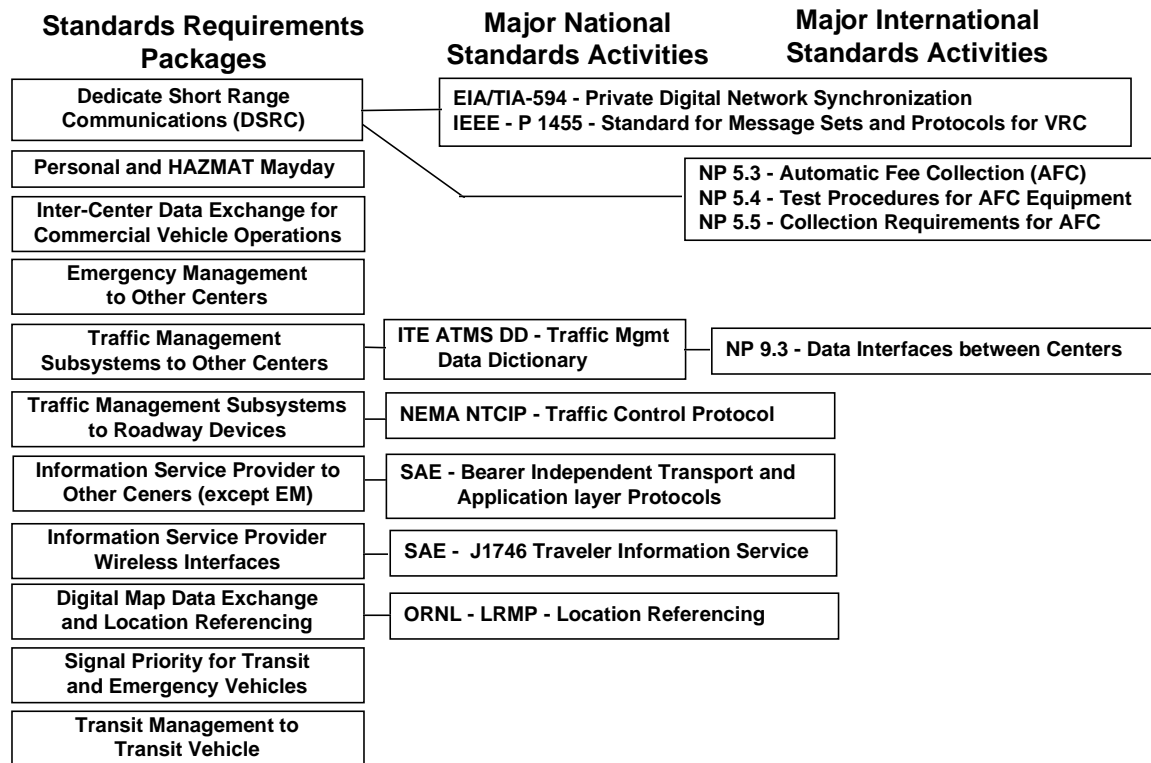 Standards Requirements
Packages
Major National
Standards Activities
Major International
Standards Activities
Dedicate Short Range
Communications (DSRC)
EIA/TIA-594 - Private Digital Network Synchronization
IEEE - P 1455 - Standard for Message Sets and Protocols for VRC
Personal and HAZMAT Mayday
NP 5.3 - Automatic Fee Collection (AFC)
NP 5.4 - Test Procedures for AFC Equipment
NP 5.5 - Collection Requirements for AFC
Inter-Center Data Exchange for
Commercial Vehicle Operations
Emergency Management
to Other Centers
Traffic Management
Subsystems to Other Centers
ITE ATMS DD - Traffic Mgmt
Data Dictionary
NP 9.3 - Data Interfaces between Centers
Traffic Management Subsystems
to Roadway Devices
NEMA NTCIP - Traffic Control Protocol
Information Service Provider to
Other Ceners (except EM)
SAE - Bearer Independent Transport and
Application layer Protocols
Information Service Provider
Wireless Interfaces
SAE - J1746 Traveler Information Service
Digital Map Data Exchange
and Location Referencing
ORNL - LRMP - Location Referencing
Signal Priority for Transit
and Emergency Vehicles
Transit Management to
Transit Vehicle